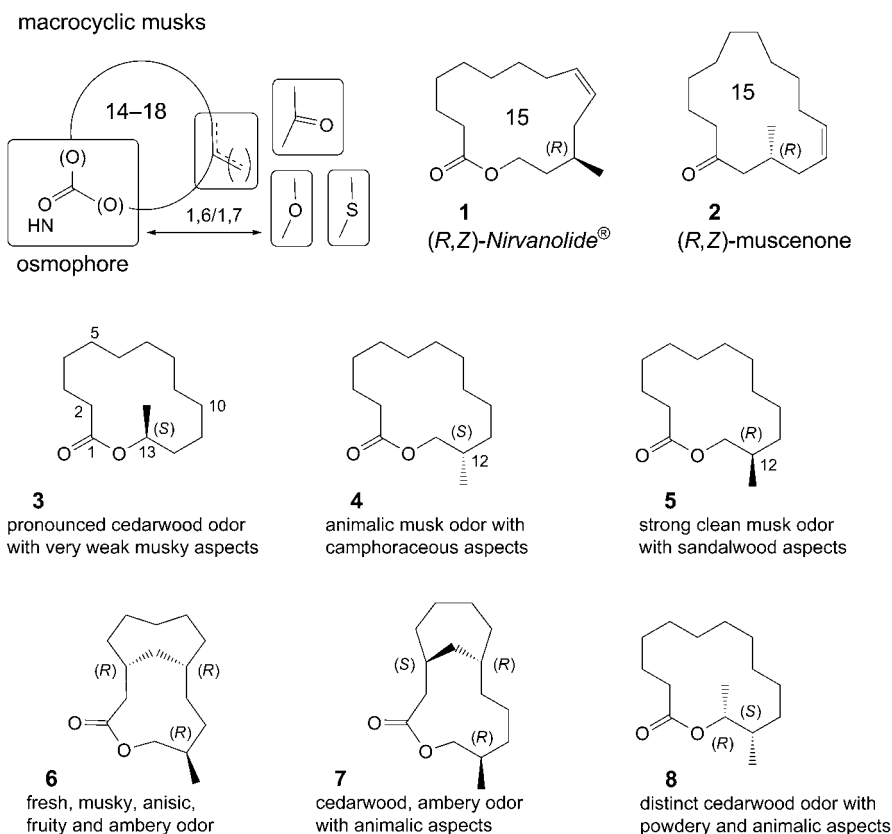 macrocyclic musks
14–18
(O)
O
(O)
HN
osmophore
( )
1,6/1,7
O
O
S
15
O
O
(R)
1
(R,Z)-Nirvanolide®
15
(R)
O
2
(R,Z)-muscenone
5
2
10
(S)
O
1
O
13
3
pronounced cedarwood odor
with very weak musky aspects
(S)
O
O
12
4
animalic musk odor with
camphoraceous aspects
(R)
O
O
12
5
strong clean musk odor
with sandalwood aspects
(R)
(R)
O
(R)
O
6
fresh, musky, anisic,
fruity and ambery odor
(S)
(R)
O
(R)
O
7
cedarwood, ambery odor
with animalic aspects
(S)
O
O
(R)
8
distinct cedarwood odor with
powdery and animalic aspects